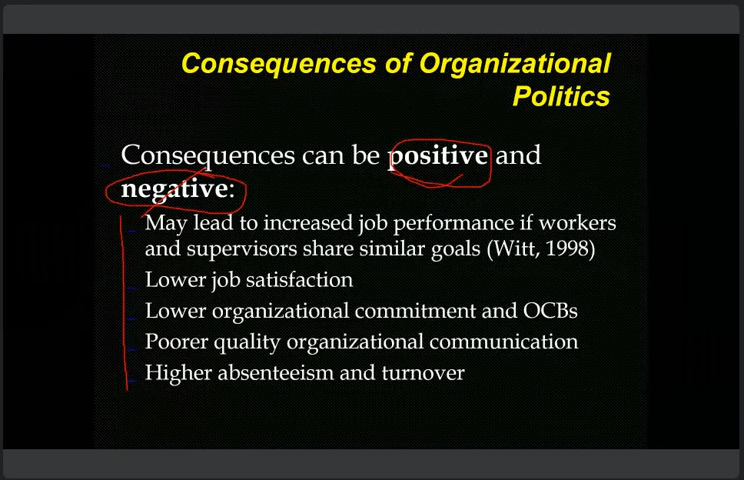 Consequences of Organizational
Politics
Consequences can be positive and
negative:
May lead to increased job performance if workers
and supervisors share similar goals (Witt, 1998)
Lower job satisfaction
Lower organizational commitment and OCBs
Poorer quality organizational communication
Higher absenteeism and turnover